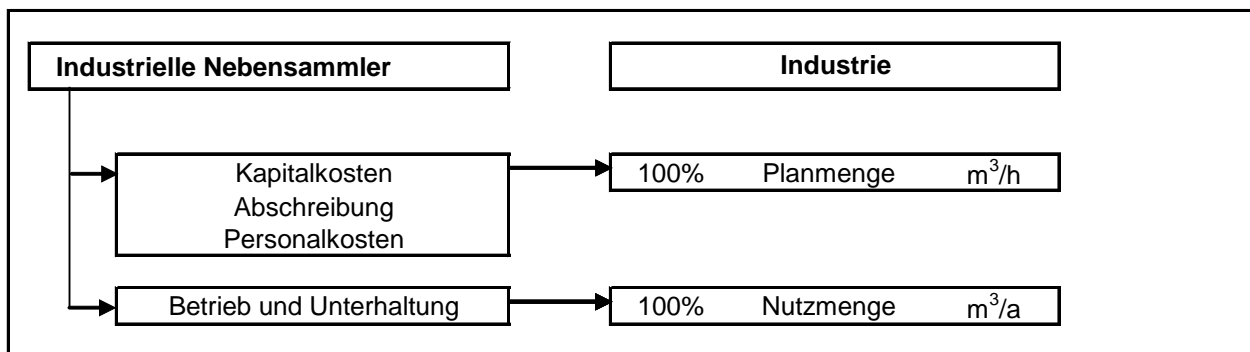 Industrielle Nebensammler Industrie
Kapitalkosten 100% Planmenge m³/h
Abschreibung
Personalkosten
Betrieb und Unterhaltung 100% Nutzmenge m³/a